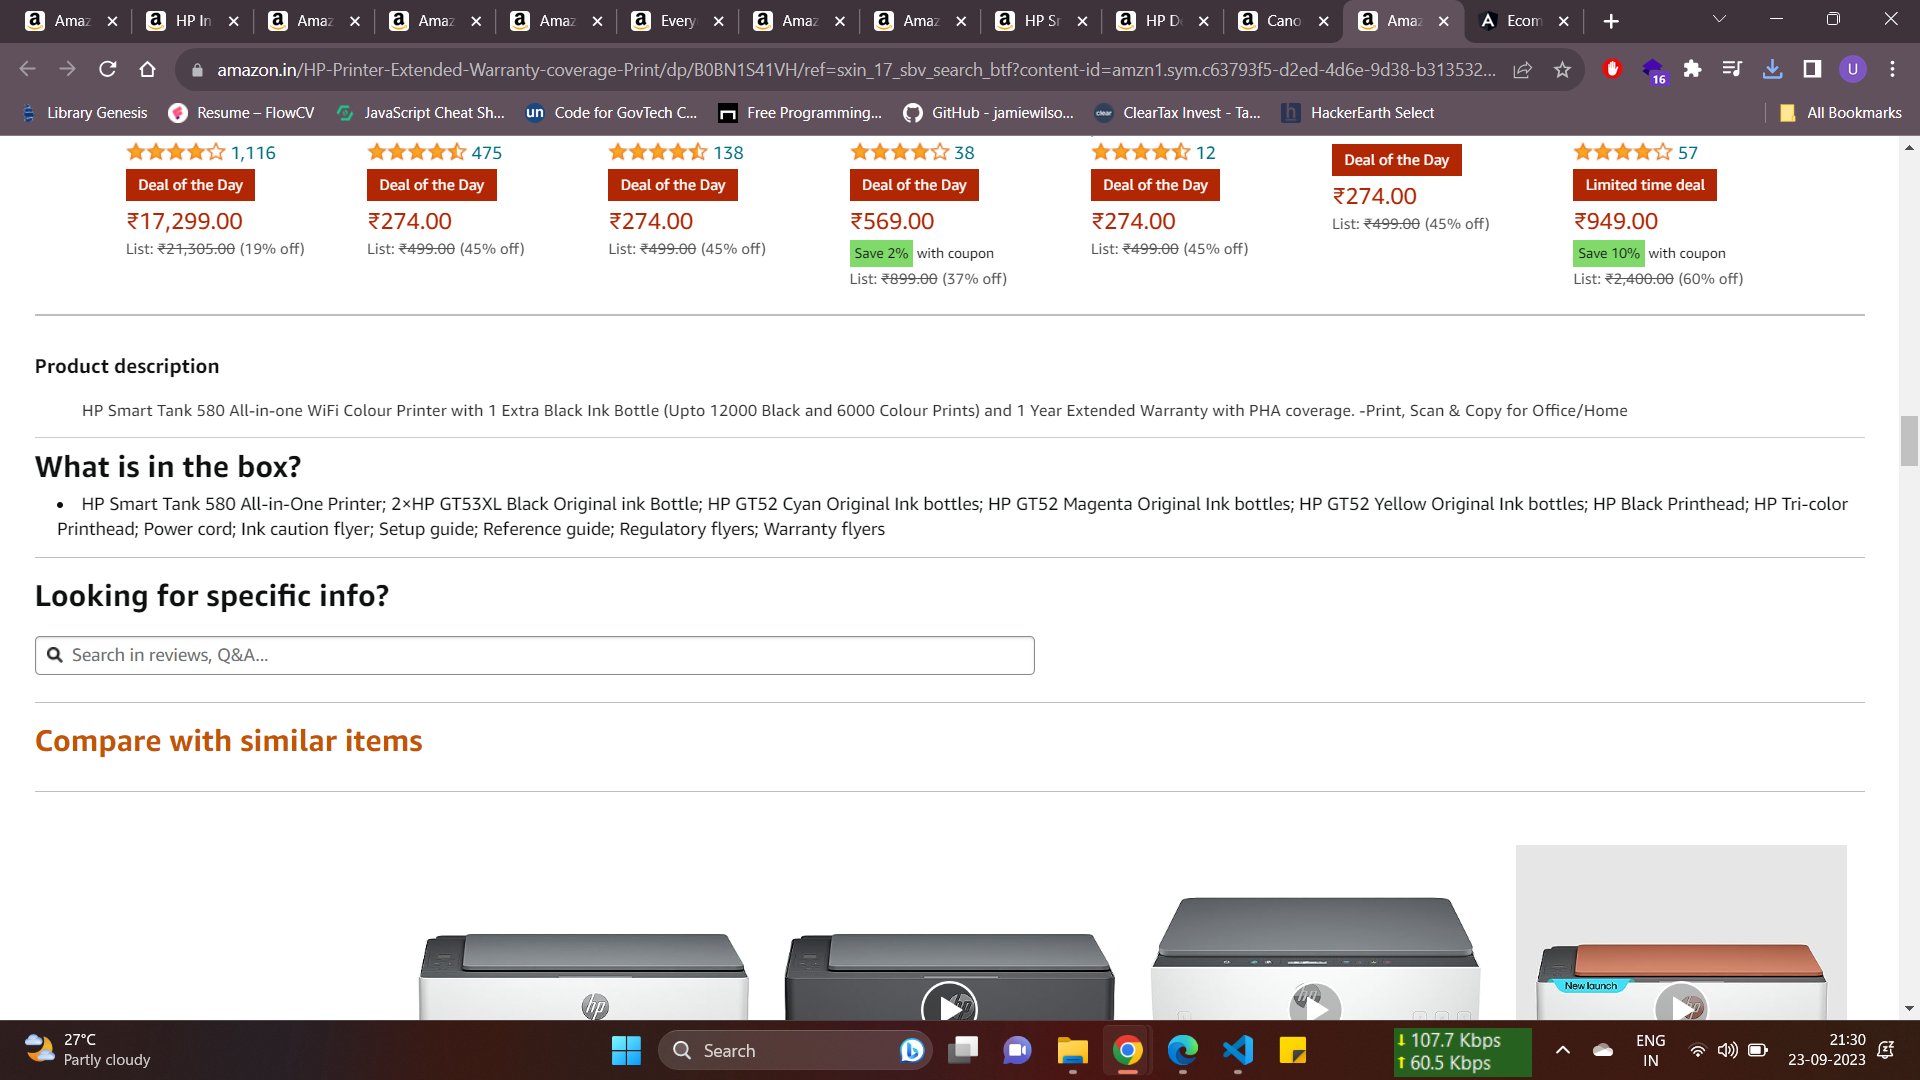 Amaz
HP In
Amaz
Amaz
Amaz
Every
Amaz
Amaz
HP Sr
HP De
Cano
Amaz
Ecom
amazon.in/HP-Printer-Extended-Warranty-coverage-Print/dp/B0BN1S41VH/ref=sxin_17_sbv_search_btf?content-id=amzn1.sym.c63793f5-d2ed-4d6e-9d38-b313532...
16
U
Library Genesis
Resume – FlowCV
JavaScript Cheat Sh...
un Code for GovTech C...
Free Programming...
GitHub - jamiewilso...
clear ClearTax Invest - Ta...
h HackerEarth Select
All Bookmarks
1,116
Deal of the Day
₹17,299.00
List: ₹21,305.00 (19% off)
475
Deal of the Day
₹274.00
List: ₹499.00 (45% off)
138
Deal of the Day
₹274.00
List: ₹499.00 (45% off)
38
Deal of the Day
₹569.00
Save 2% with coupon
List: ₹899.00 (37% off)
12
Deal of the Day
₹274.00
List: ₹499.00 (45% off)
Deal of the Day
₹274.00
List: ₹499.00 (45% off)
57
Limited time deal
₹949.00
Save 10% with coupon
List: ₹2,400.00 (60% off)
Product description
HP Smart Tank 580 All-in-one WiFi Colour Printer with 1 Extra Black Ink Bottle (Upto 12000 Black and 6000 Colour Prints) and 1 Year Extended Warranty with PHA coverage. -Print, Scan & Copy for Office/Home
What is in the box?
• HP Smart Tank 580 All-in-One Printer; 2×HP GT53XL Black Original ink Bottle; HP GT52 Cyan Original Ink bottles; HP GT52 Magenta Original Ink bottles; HP GT52 Yellow Original Ink bottles; HP Black Printhead; HP Tri-color
Printhead; Power cord; Ink caution flyer; Setup guide; Reference guide; Regulatory flyers; Warranty flyers
Looking for specific info?
Search in reviews, Q&A...
Compare with similar items
hp
hp
hp
New launch
hp
27°C
Partly cloudy
Search
107.7 Kbps
60.5 Kbps
ENG
IN
21:30
23-09-2023